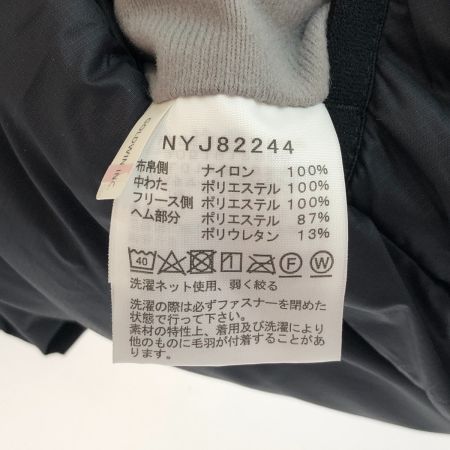 GOLDWIN INC.
NYJ82244
布帛側 ナイロン 100%
中わた ポリエステル 100%
フリース側 ポリエステル 100%
ヘム部分 ポリエステル 87%
ポリウレタン 13%
40 F W
洗濯ネット使用、弱く絞る
洗濯の際は必ずファスナーを閉めた
状態で行って下さい。
素材の特性上、着用及び洗濯により
他のものに毛羽が付着することがあ
ります。